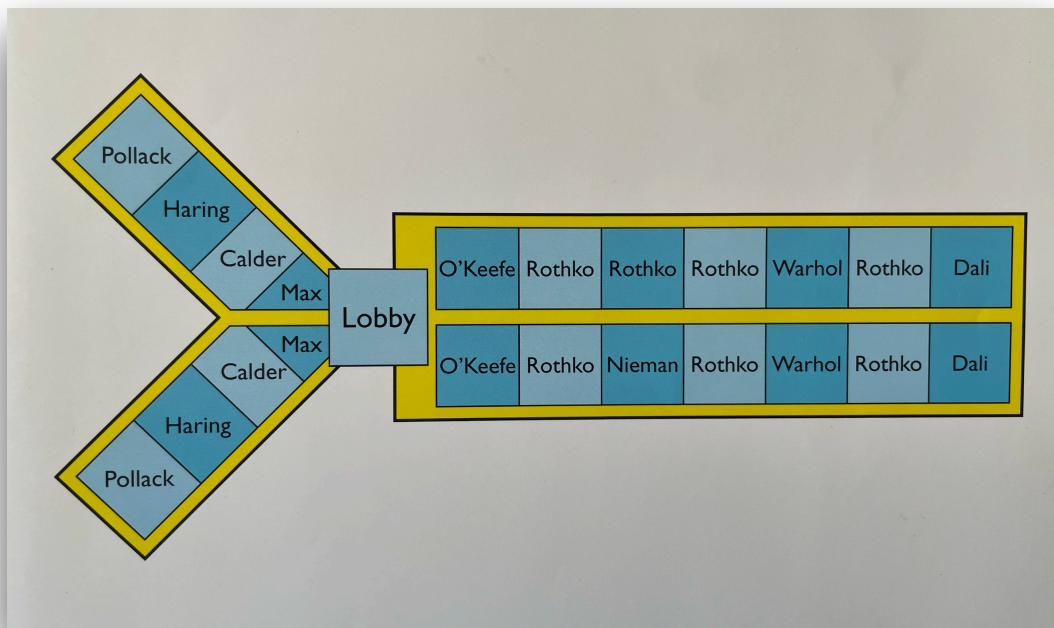 Pollack
Haring
Calder
Max
Lobby
Max
Calder
Haring
Pollack
O'Keefe Rothko Rothko Rothko Warhol Rothko Dali
O'Keefe Rothko Nieman Rothko Warhol Rothko Dali